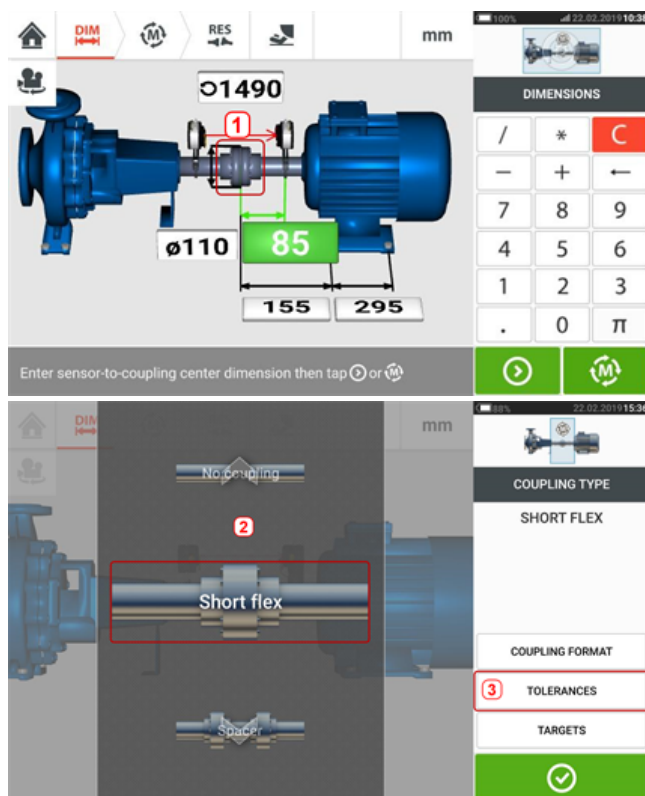 DIM
M
RES
mm
100%
22.02.2019 10:38
1490
1
ø110
85
155
295
DIMENSIONS
/ * C
− + ←
7 8 9
4 5 6
1 2 3
. 0 π
Enter sensor-to-coupling center dimension then tap or M
M
DIM
mm
88%
22.02.2019 15:36
No coupling
2
Short flex
Spacer
COUPLING TYPE
SHORT FLEX
COUPLING FORMAT
3 TOLERANCES
TARGETS